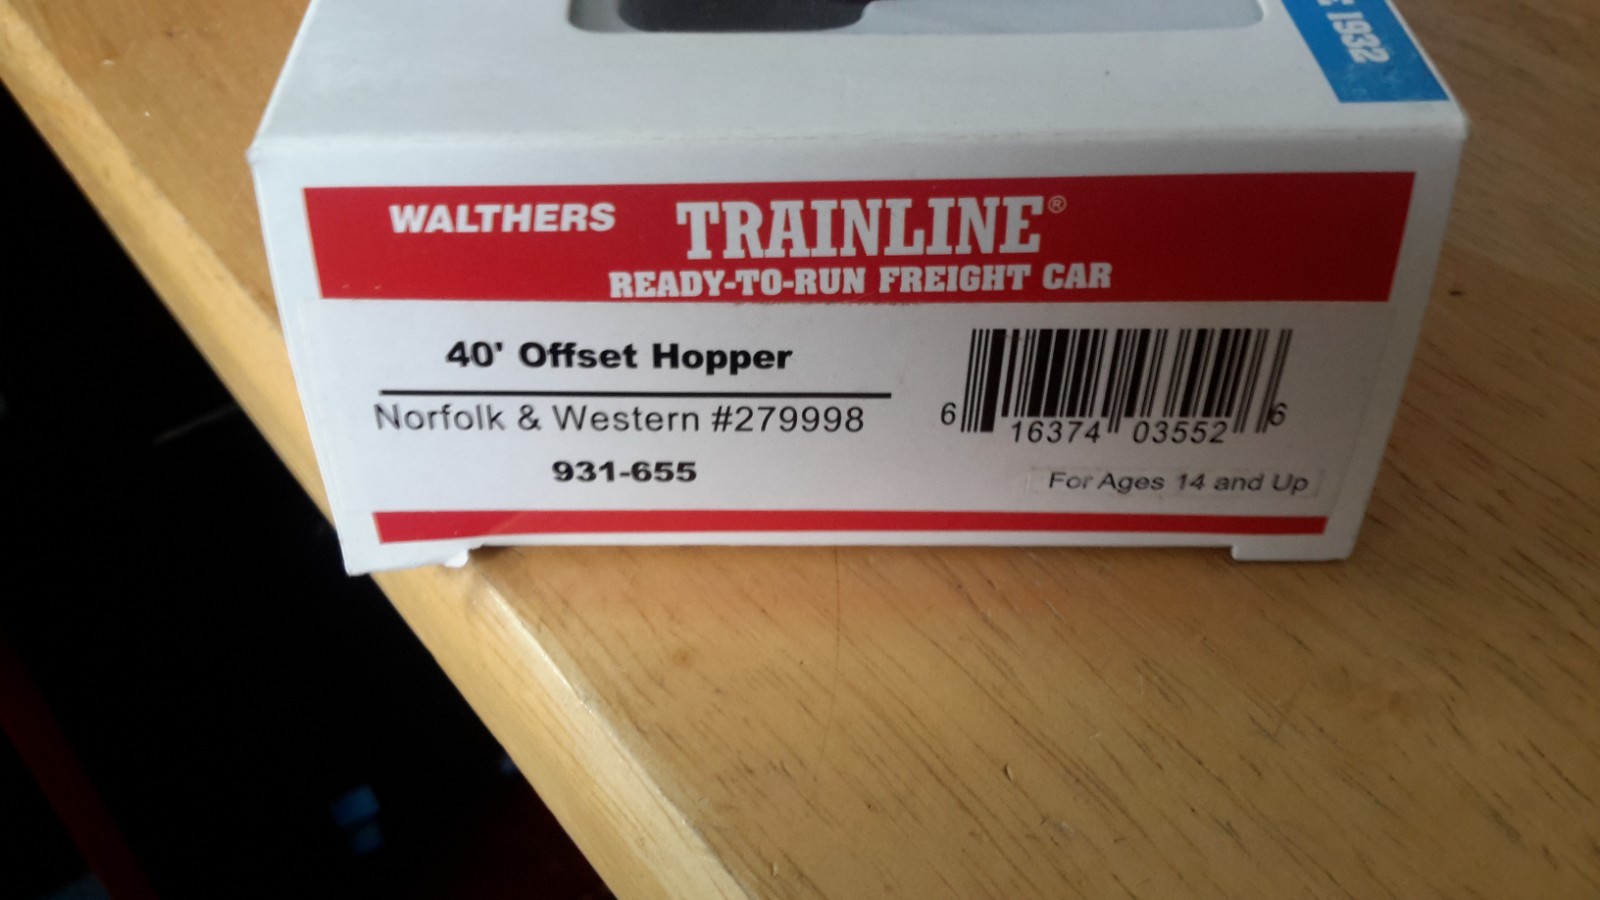 E 1932
WALTHERS TRAINLINE®
READY-TO-RUN FREIGHT CAR
40' Offset Hopper
Norfolk & Western #279998
931-655
6 16374 03552 6
For Ages 14 and Up